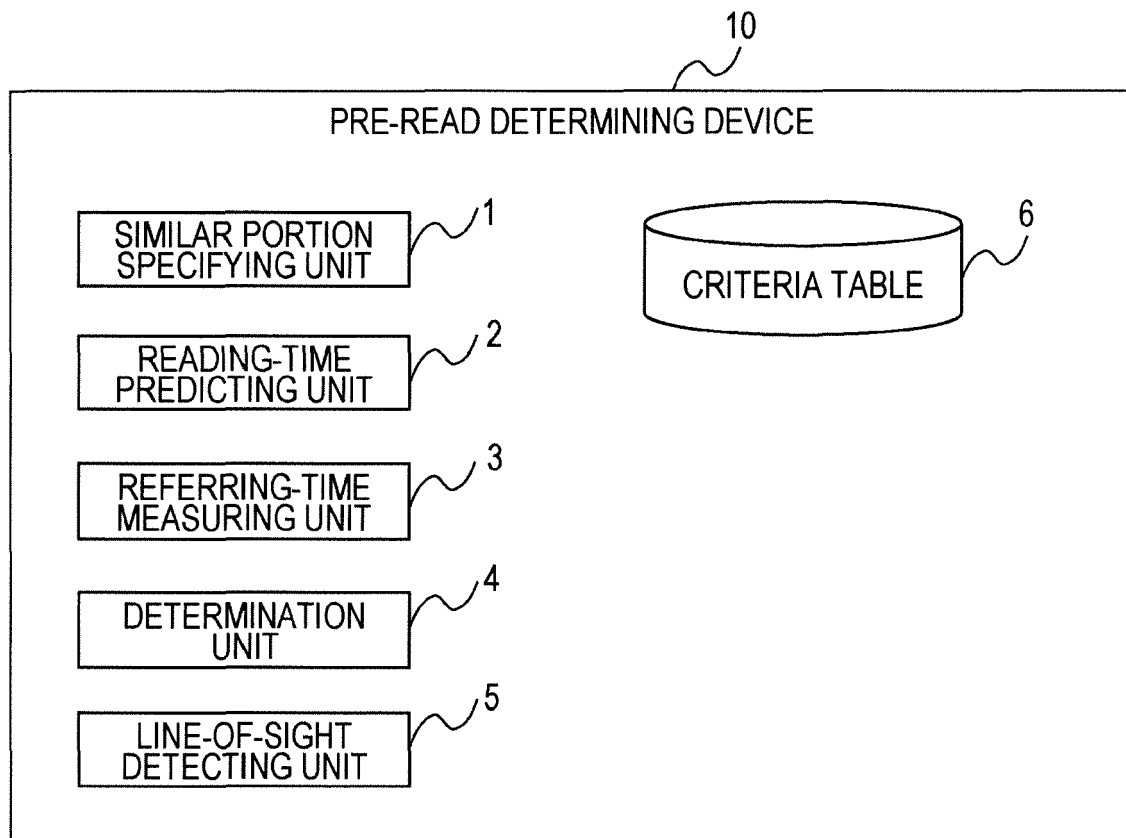 10
PRE-READ DETERMINING DEVICE
1
SIMILAR PORTION
SPECIFYING UNIT
6
CRITERIA TABLE
2
READING-TIME
PREDICTING UNIT
3
REFERRING-TIME
MEASURING UNIT
4
DETERMINATION
UNIT
5
LINE-OF-SIGHT
DETECTING UNIT